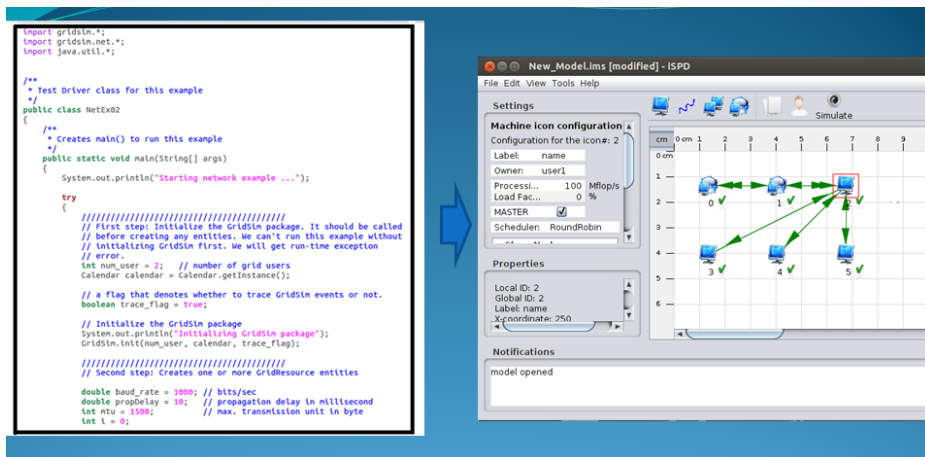 import gridsim.*;
import gridsim.net.*;
import java.util.*;
/**
* Test Driver class for this example
*/
public class NetEx02
{
/**
* Creates main() to run this example
*/
public static void main(String[] args)
{
System.out.println("Starting network example ...");
try
{
//////////////////////////////////////////
// First step: Initialize the GridSim package. It should be called
// before creating any entities. We can't run this example without
// initializing GridSim first. We will get run-time exception
// error.
int num_user = 2;   // number of grid users
Calendar calendar = Calendar.getInstance();
// a flag that denotes whether to trace GridSim events or not.
boolean trace_flag = true;
// Initialize the GridSim package
System.out.println("Initializing GridSim package");
GridSim.init(num_user, calendar, trace_flag);
//////////////////////////////////////////
// Second step: Creates one or more GridResource entities
double baud_rate = 1000; // bits/sec
double propDelay = 10;   // propagation delay in millisecond
int mtu = 1500;          // max. transmission unit in byte
int i = 0;
New_Model.ims [modified] - iSPD
File Edit View Tools Help
Settings
Machine icon configuration
Configuration for the icon#: 2
Label: name
Owner: user1
Processi... 100 Mflop/s
Load Fac... 0 %
MASTER
Scheduler: RoundRobin
Properties
Local ID: 2
Global ID: 2
Label: name
X-coordinate: 250
Simulate
cm 0 cm 1 2 3 4 5 6 7 8 9
0 cm
1
2
3
4
5
6
0 1 2
3 4 5
Notifications
model opened